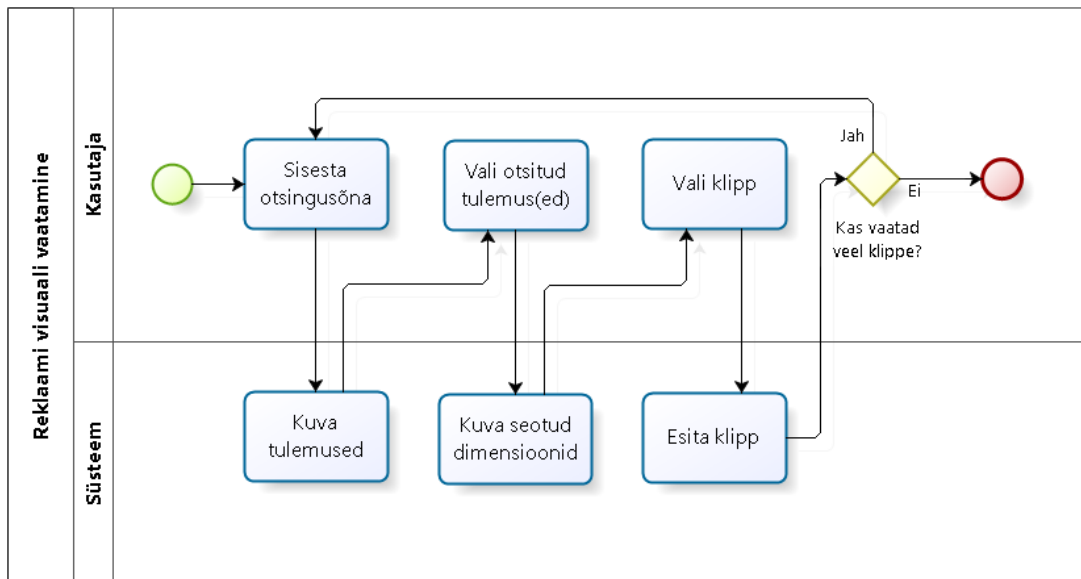 Reklaami visuaali vaatamine
Kasutaja
Sisesta
otsingusõna
Vali otsitud
tulemus(ed)
Vali klipp
Jah
Ei
Kas vaatad
veel klippe?
Süsteem
Kuva
tulemused
Kuva seotud
dimensioonid
Esita klipp